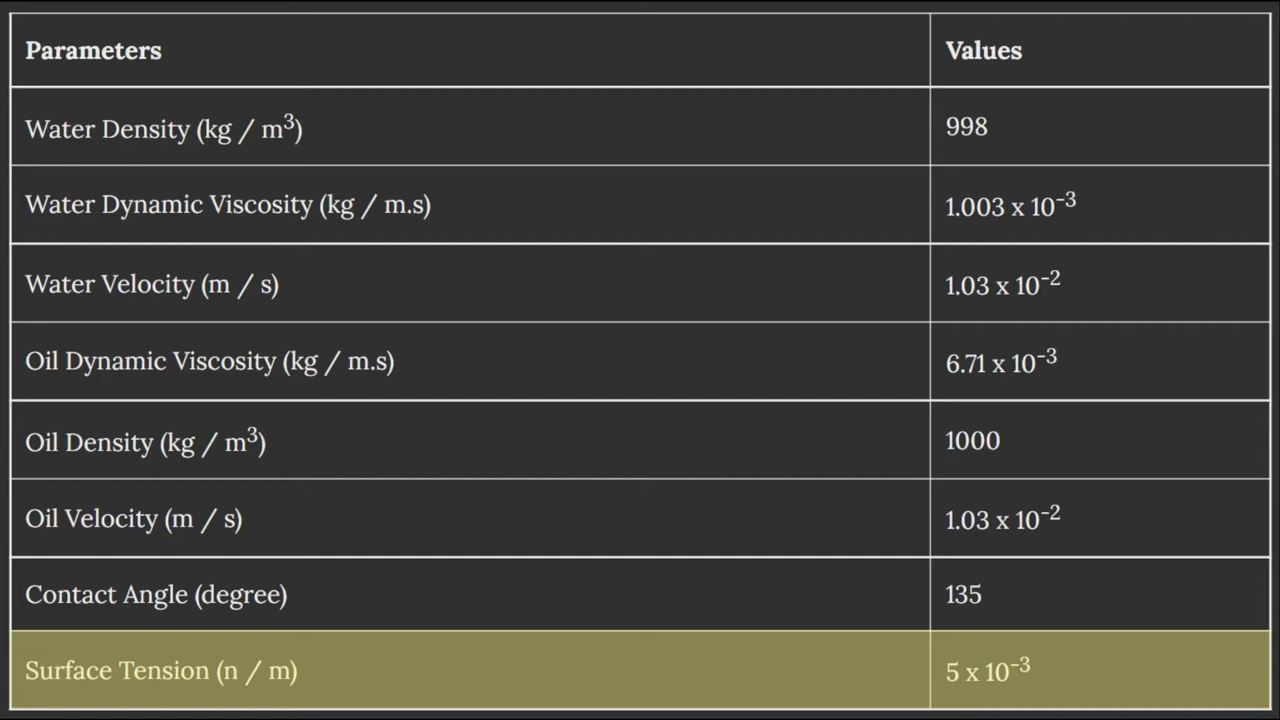 Parameters Values
Water Density (kg / m³) 998
Water Dynamic Viscosity (kg / m.s) 1.003 x 10⁻³
Water Velocity (m / s) 1.03 x 10⁻²
Oil Dynamic Viscosity (kg / m.s) 6.71 x 10⁻³
Oil Density (kg / m³) 1000
Oil Velocity (m / s) 1.03 x 10⁻²
Contact Angle (degree) 135
Surface Tension (n / m) 5 x 10⁻³